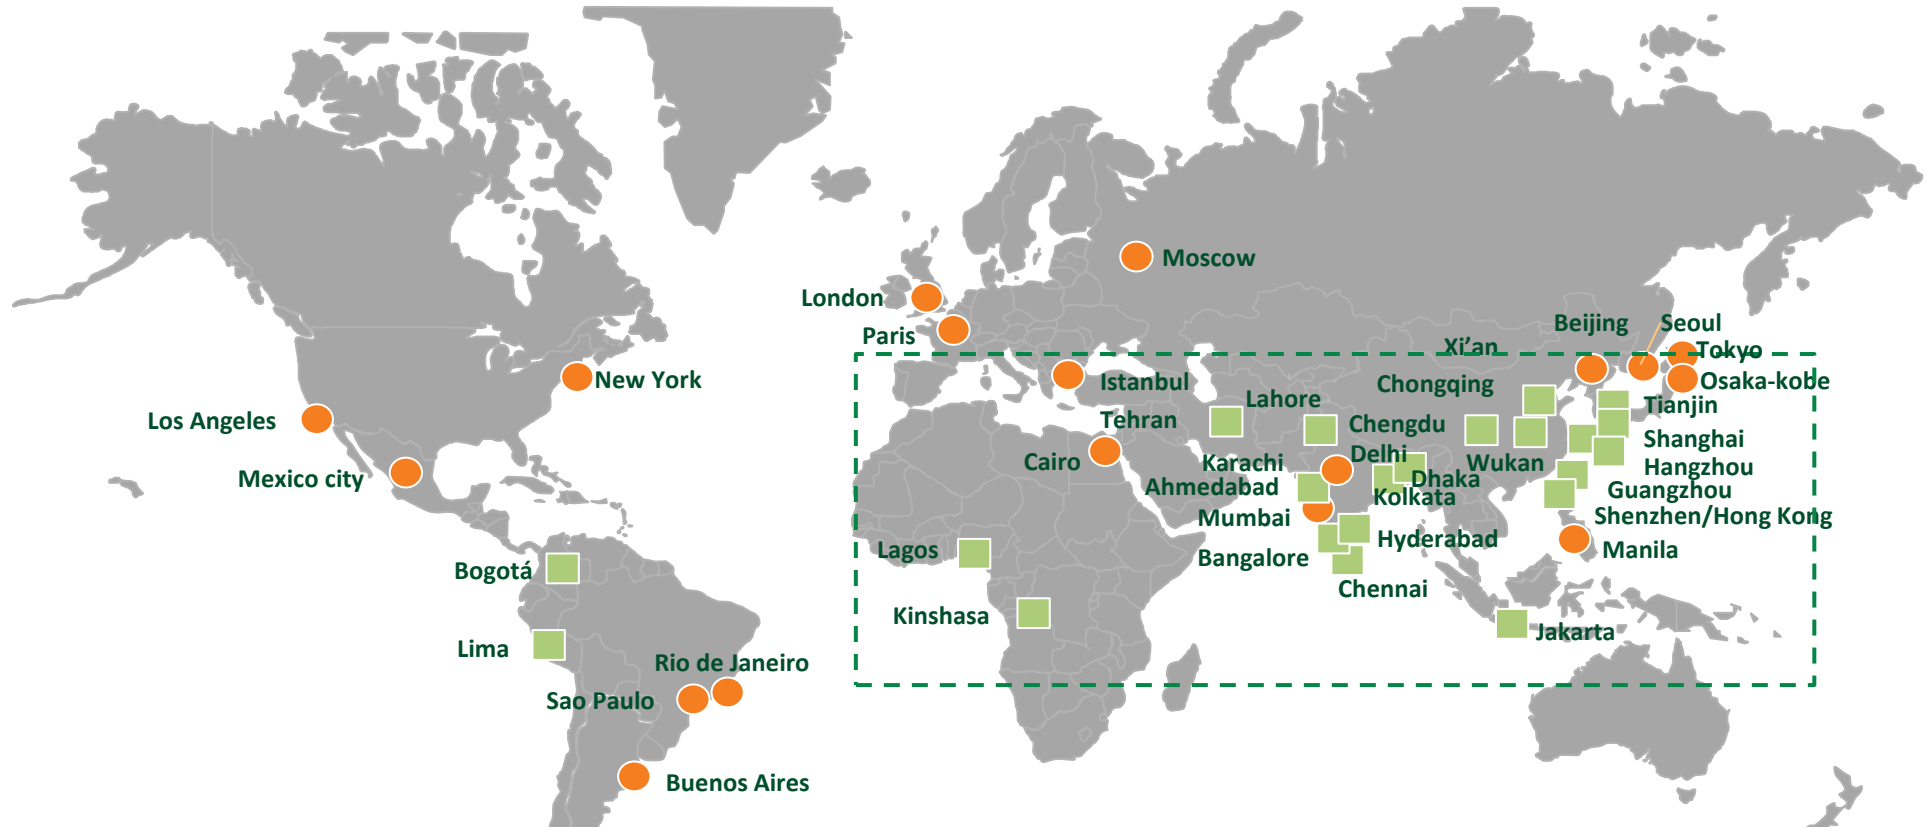 Moscow
London
Paris
Beijing
Seoul
Xi’an
Tokyo
New York
Istanbul
Chongqing
Osaka-kobe
Lahore
Tianjin
Los Angeles
Tehran
Chengdu
Shanghai
Cairo
Karachi
Delhi
Wukan
Hangzhou
Mexico city
Ahmedabad
Dhaka
Kolkata
Guangzhou
Mumbai
Shenzhen/Hong Kong
Lagos
Bangalore
Hyderabad
Manila
Bogotá
Chennai
Kinshasa
Jakarta
Lima
Rio de Janeiro
Sao Paulo
Buenos Aires